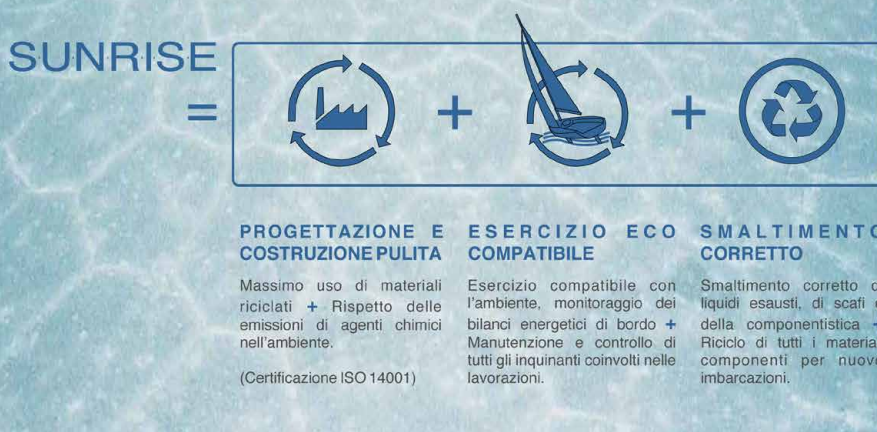 SUNRISE
=
+ +
PROGETTAZIONE E
COSTRUZIONE PULITA
Massimo uso di materiali
riciclati + Rispetto delle
emissioni di agenti chimici
nell'ambiente.
(Certificazione ISO 14001)
ESERCIZIO ECO
COMPATIBILE
Esercizio compatibile con
l'ambiente, monitoraggio dei
bilanci energetici di bordo +
Manutenzione e controllo di
tutti gli inquinanti coinvolti nelle
lavorazioni.
SMALTIMENTO
CORRETTO
Smaltimento corretto
liquidi esausti, di scafi
della componentistica +
Riciclo di tutti i
componenti per
imbarcazioni.